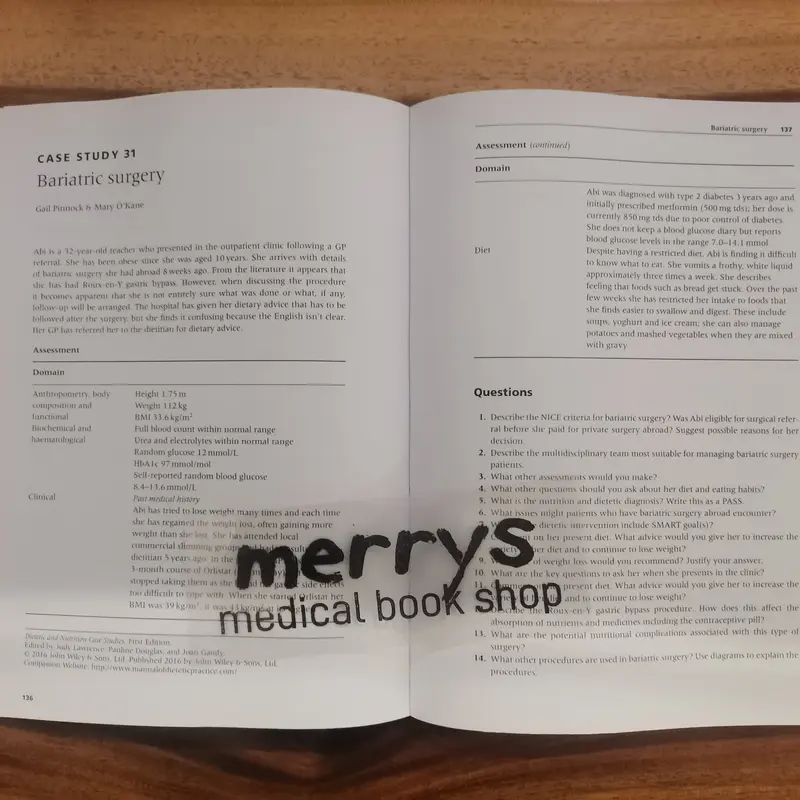 CASE STUDY 31
Bariatric surgery
Gail Pinnock & Mary O'Kane
Abi is a 32-year-old teacher who presented in the outpatient clinic following a GP
referral. She has been obese since she was aged 10 years. She arrives with details
of bariatric surgery she had abroad 8 weeks ago. From the literature it appears that
she has had Roux-en-Y gastric bypass. However, when discussing the procedure
it becomes apparent that she is not entirely sure what was done or what, if any,
follow-up will be arranged. The hospital has given her dietary advice that has to be
followed after the surgery, but she finds it confusing because the English isn't clear.
Her GP has referred her to the dietitian for dietary advice.
Assessment
Domain
Anthropometry, body
composition and
functional
Height 1.75 m
Weight 112 kg
BMI 33.6 kg/m²
Biochemical and
haematological
Full blood count within normal range
Urea and electrolytes within normal range
Random glucose 12 mmol/L
HbA1c 97 mmol/mol
Self-reported random blood glucose
8.4–13.6 mmol/L
Clinical
Past medical history
Abi has tried to lose weight many times and each time
she has regained the weight lost, often gaining more
weight than she lost. She has attended local
commercial slimming groups
dietitian 5 years ago. In the
3-month course of Orlistat
stopped taking them as she side effects
too difficult to cope with. When she started Orlistat her
BMI was 39 kg/m², it was
Dietetic and Nutrition Case Studies, First Edition.
Edited by Judy Lawrence, Pauline Douglas, and Joan Gandy.
© 2016 John Wiley & Sons, Ltd. Published 2016 by John Wiley & Sons, Ltd.
Companion Website: http://www.manualofdieteticpractice.com/
136
Bariatric surgery 137
Assessment (continued)
Domain
Diet
Abi was diagnosed with type 2 diabetes 3 years ago and
initially prescribed metformin (500 mg tds); her dose is
currently 850 mg tds due to poor control of diabetes
She does not keep a blood glucose diary but reports
blood glucose levels in the range 7.0–14.1 mmol
Despite having a restricted diet, Abi is finding it difficult
to know what to eat. She vomits a frothy, white liquid
approximately three times a week. She describes
feeling that foods such as bread get stuck. Over the past
few weeks she has restricted her intake to foods that
she finds easier to swallow and digest. These include
soups, yoghurt and ice cream; she can also manage
potatoes and mashed vegetables when they are mixed
with gravy
Questions
1. Describe the NICE criteria for bariatric surgery? Was Abi eligible for surgical refer-
ral before she paid for private surgery abroad? Suggest possible reasons for her
decision.
2. Describe the multidisciplinary team most suitable for managing bariatric surgery
patients.
3. What other assessments would you make?
4. What other questions should you ask about her diet and eating habits?
5. What is the nutrition and dietetic diagnosis? Write this as a PASS.
6. What issues might patients who have bariatric surgery abroad encounter?
7. dietetic intervention include SMART goal(s)?
on her present diet. What advice would you give her to increase the
her diet and to continue to lose weight?
9. of weight loss would you recommend? Justify your answer.
10. What are the key questions to ask her when she presents in the clinic?
11. present diet. What advice would you give her to increase the
diet and to continue to lose weight?
Describe the Roux-en-Y gastric bypass procedure. How does this affect the
absorption of nutrients and medicines including the contraceptive pill?
13. What are the potential nutritional complications associated with this type of
surgery?
14. What other procedures are used in bariatric surgery? Use diagrams to explain the
procedures.
merrys
medical book shop